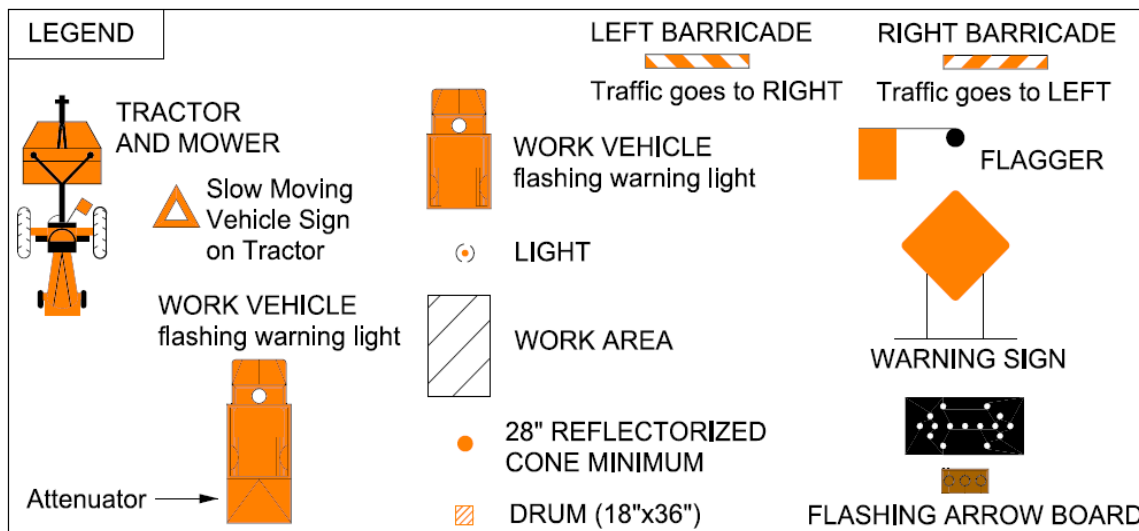 LEGEND
LEFT BARRICADE
Traffic goes to RIGHT
RIGHT BARRICADE
Traffic goes to LEFT
TRACTOR
AND MOWER
Slow Moving
Vehicle Sign
on Tractor
WORK VEHICLE
flashing warning light
FLAGGER
LIGHT
WORK VEHICLE
flashing warning light
WORK AREA
WARNING SIGN
28" REFLECTORIZED
CONE MINIMUM
Attenuator
DRUM (18"x36")
FLASHING ARROW BOARD